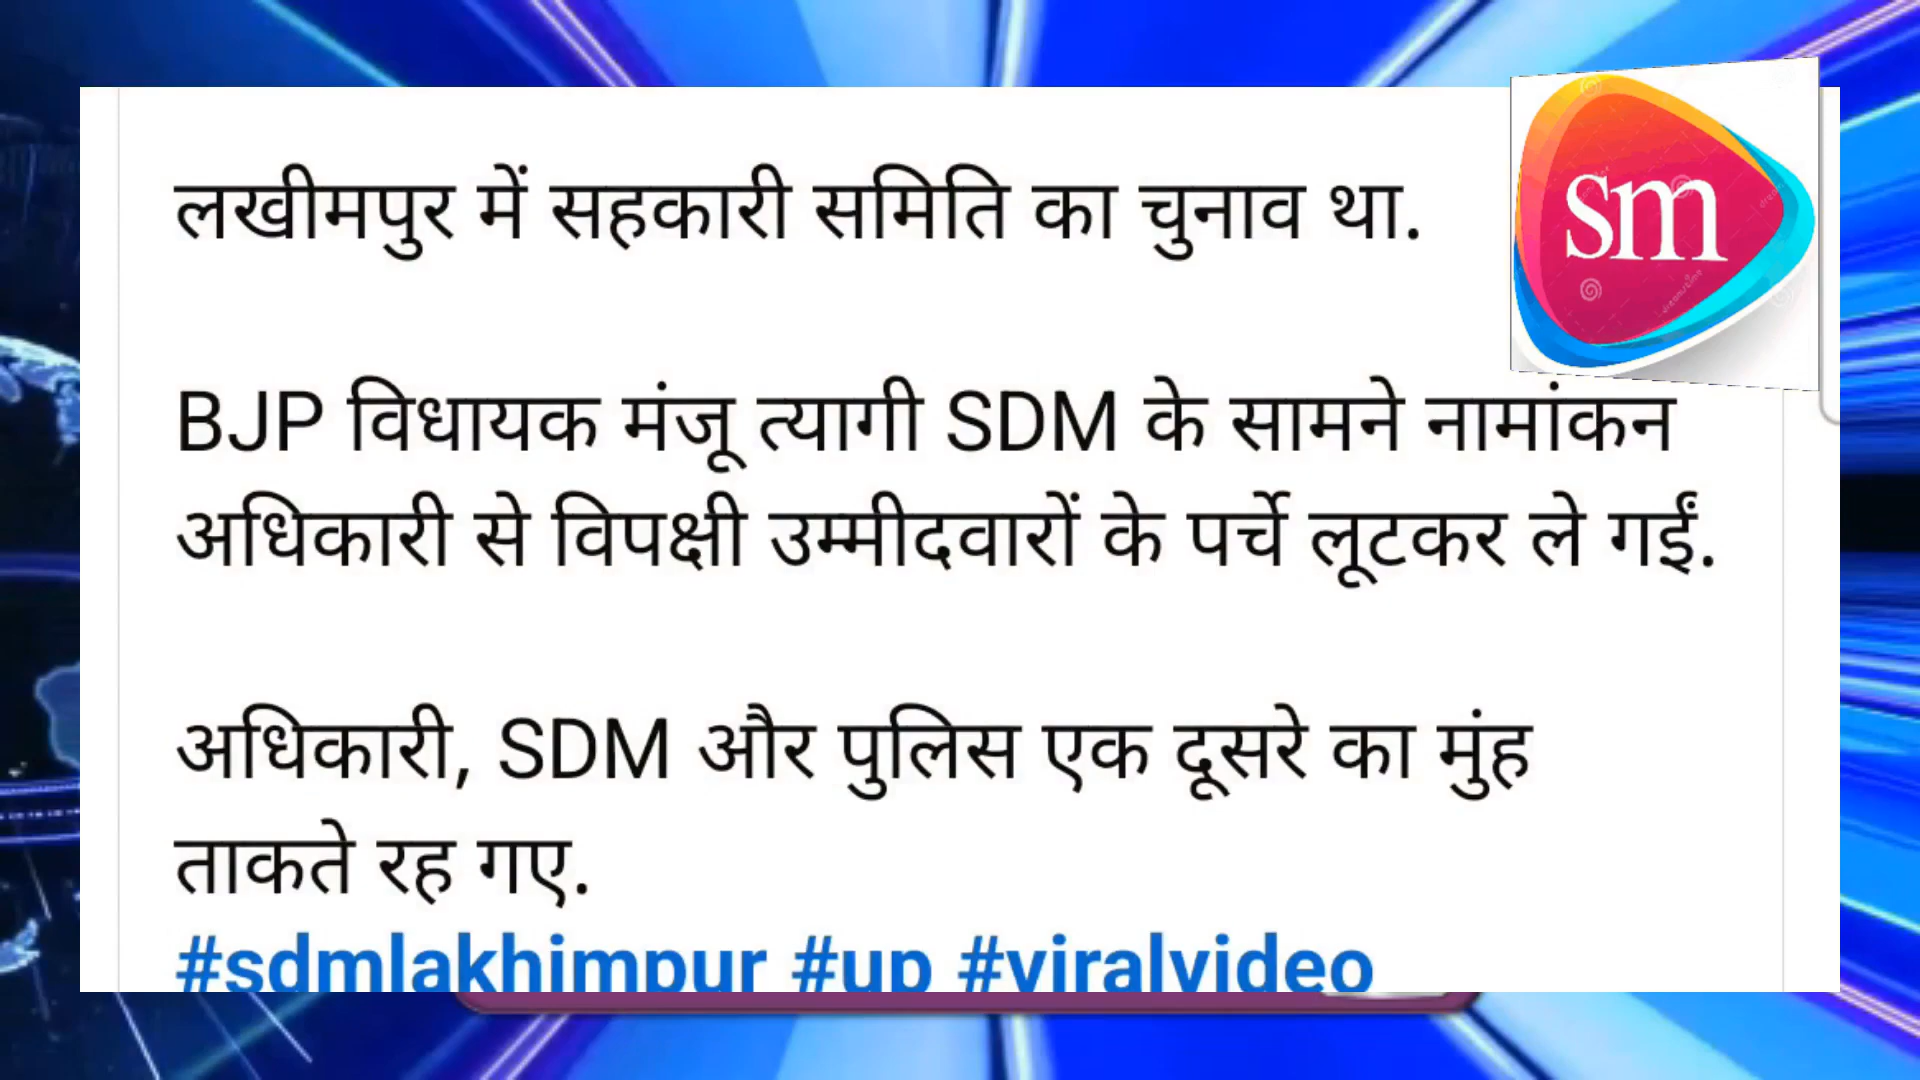 sm
लखीमपुर में सहकारी समिति का चुनाव था.
BJP विधायक मंजू त्यागी SDM के सामने नामांकन
अधिकारी से विपक्षी उम्मीदवारों के पर्चे लूटकर ले गईं.
अधिकारी, SDM और पुलिस एक दूसरे का मुंह
ताकते रह गए.
#sdmlakhimpur #up #viralvideo